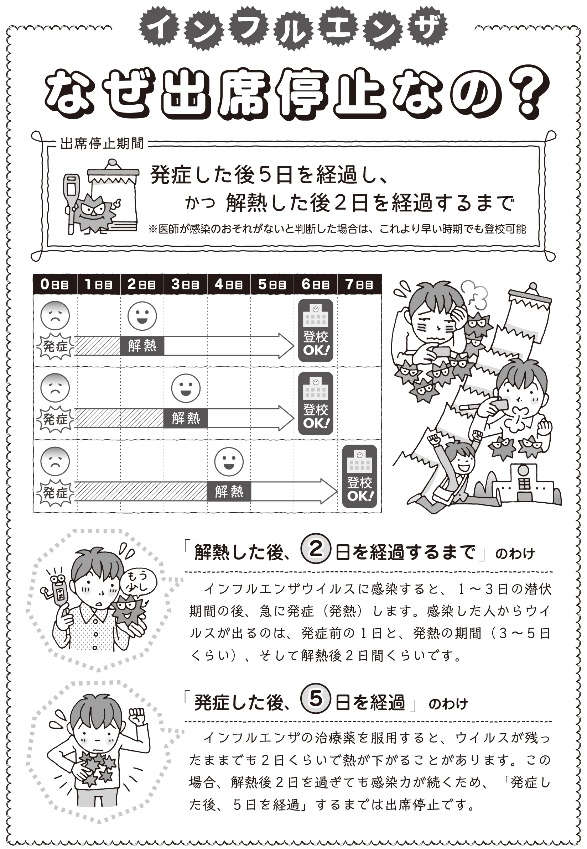 インフルエンザ
なぜ出席停止なの？
出席停止期間
発症した後５日を経過し、
かつ 解熱した後２日を経過するまで
※医師が感染のおそれがないと判断した場合は、これより早い時期でも登校可能
0日目 1日目 2日目 3日目 4日目 5日目 6日目 7日目
発症 解熱 登校
OK!
発症 解熱 登校
OK!
発症 解熱 登校
OK!
もう
少し
「解熱した後、②日を経過するまで」のわけ
インフルエンザウイルスに感染すると、１～３日の潜伏
期間の後、急に発症（発熱）します。感染した人からウイ
ルスが出るのは、発症前の１日と、発熱の期間（３～５日
くらい）、そして解熱後２日間くらいです。
「発症した後、⑤日を経過」のわけ
インフルエンザの治療薬を服用すると、ウイルスが残っ
たままでも２日くらいで熱が下がることがあります。この
場合、解熱後２日を過ぎても感染力が続くため、「発症し
た後、５日を経過」するまでは出席停止です。